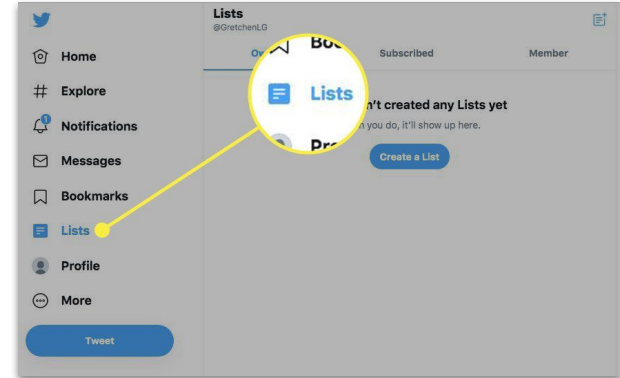 Lists
@GretchenLG
Home
Explore
1
Notifications
Messages
Bookmarks
Lists
Profile
More
Tweet
Subscribed
Member
Lists
n't created any Lists yet
you do, it'll show up here.
Create a List